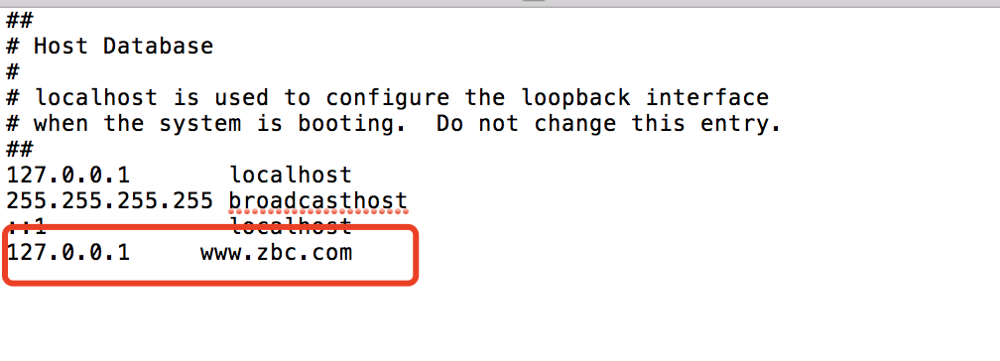 ##
# Host Database
#
# localhost is used to configure the loopback interface
# when the system is booting.  Do not change this entry.
##
127.0.0.1       localhost
255.255.255.255 broadcasthost
::1             localhost
127.0.0.1     www.zbc.com